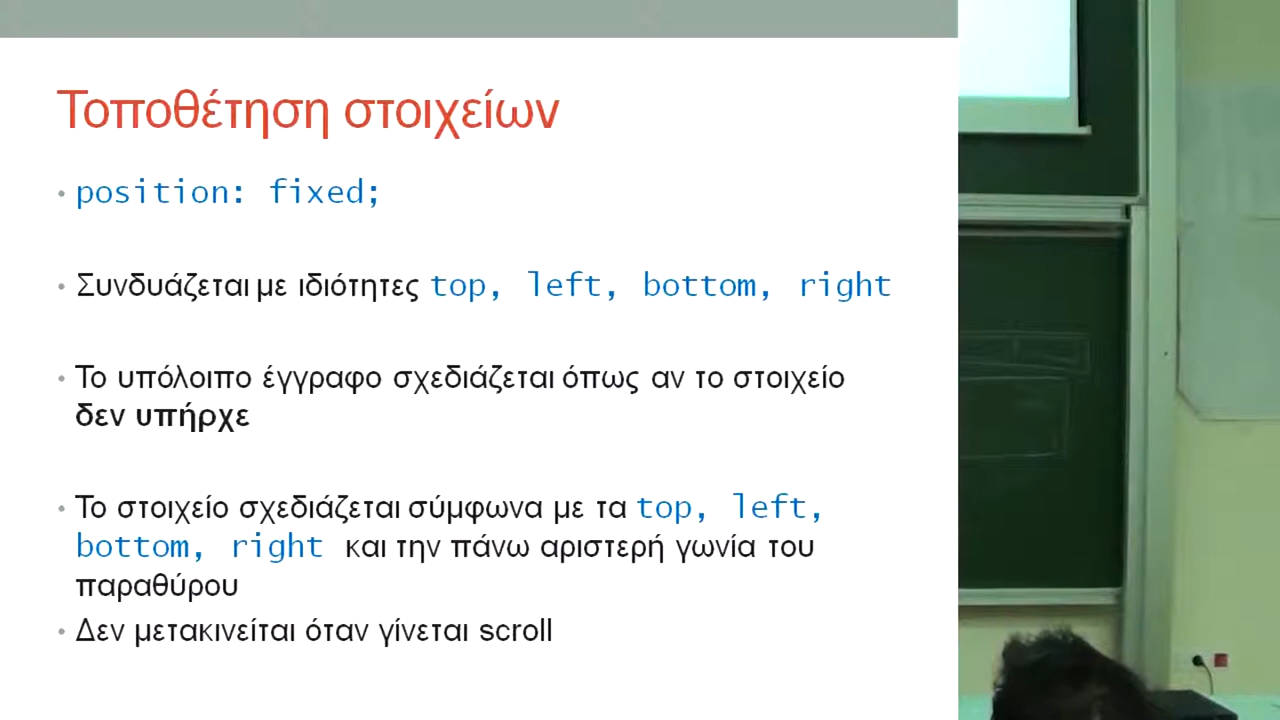 Τοποθέτηση στοιχείων
• position: fixed;
• Συνδυάζεται με ιδιότητες top, left, bottom, right
• Το υπόλοιπο έγγραφο σχεδιάζεται όπως αν το στοιχείο
δεν υπήρχε
• Το στοιχείο σχεδιάζεται σύμφωνα με τα top, left,
bottom, right και την πάνω αριστερή γωνία του
παραθύρου
• Δεν μετακινείται όταν γίνεται scroll